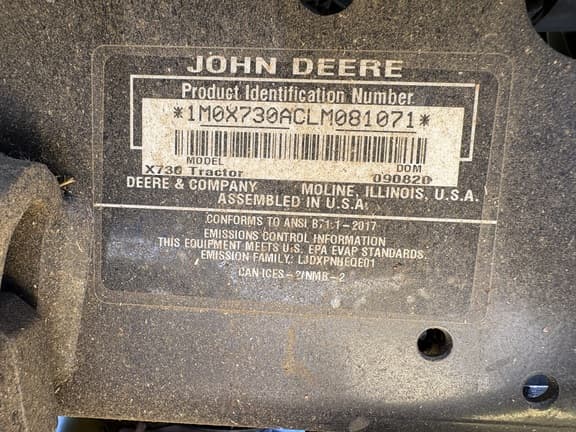 JOHN DEERE
Product Identification Number
*1M0X730ACLM081071*
MODEL DOM
X730 Tractor 090820
DEERE & COMPANY MOLINE, ILLINOIS, U.S.A.
ASSEMBLED IN U.S.A.
CONFORMS TO ANSI B71.1-2017
EMISSIONS CONTROL INFORMATION
THIS EQUIPMENT MEETS U.S. EPA EVAP STANDARDS.
EMISSION FAMILY: LJDXPNHEQE01
CAN ICES-2/NMB-2